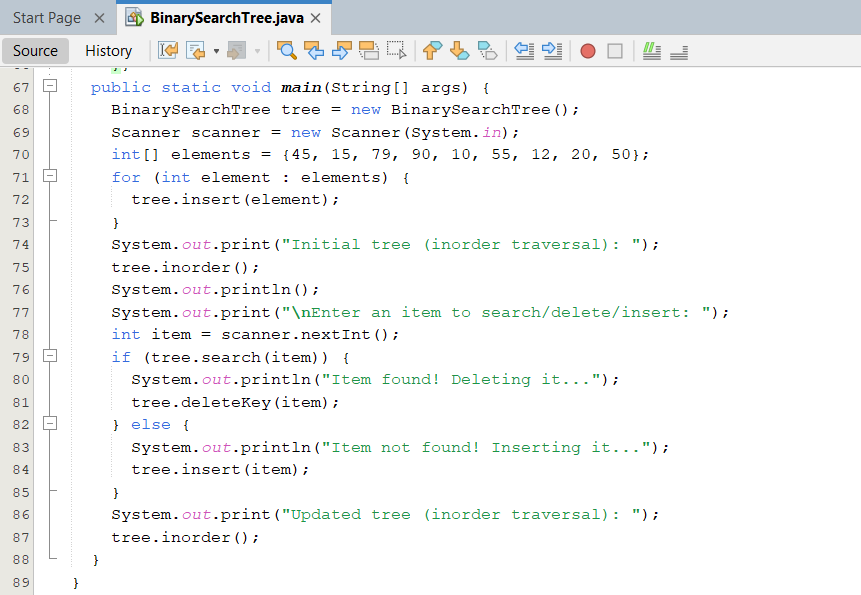 Start Page
BinarySearchTree.java
Source History
67 public static void main(String[] args) {
68 BinarySearchTree tree = new BinarySearchTree();
69 Scanner scanner = new Scanner(System.in);
70 int[] elements = {45, 15, 79, 90, 10, 55, 12, 20, 50};
71 for (int element : elements) {
72 tree.insert(element);
73 }
74 System.out.print("Initial tree (inorder traversal): ");
75 tree.inorder();
76 System.out.println();
77 System.out.print("\nEnter an item to search/delete/insert: ");
78 int item = scanner.nextInt();
79 if (tree.search(item)) {
80 System.out.println("Item found! Deleting it...");
81 tree.deleteKey(item);
82 } else {
83 System.out.println("Item not found! Inserting it...");
84 tree.insert(item);
85 }
86 System.out.print("Updated tree (inorder traversal): ");
87 tree.inorder();
88 }
89 }